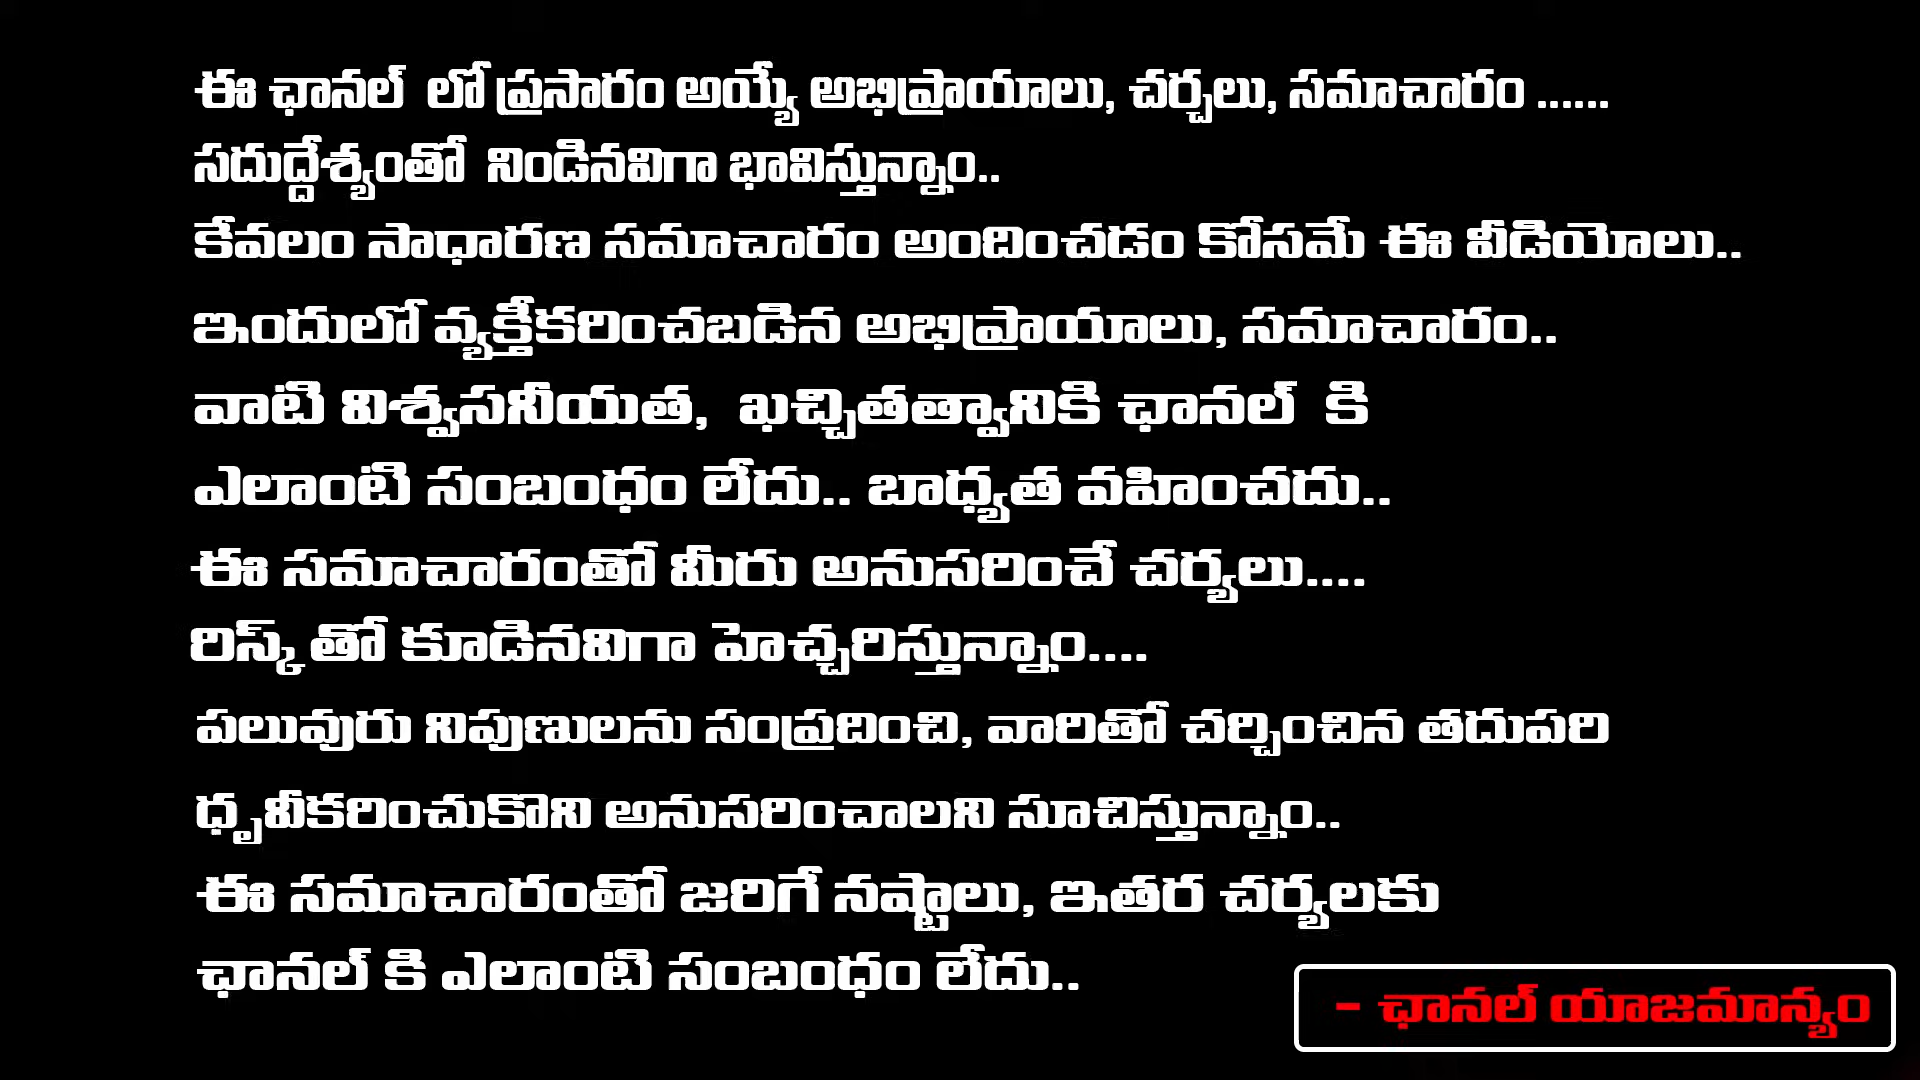 ఈ ఛానల్ లో ప్రసారం అయ్యే అభిప్రాయాలు, చర్చలు, సమాచారం ......
సదుద్దేశ్యంతో నిండినవిగా భావిస్తున్నాం..
కేవలం సాధారణ సమాచారం అందించడం కోసమే ఈ వీడియోలు..
ఇందులో వ్యక్తీకరించబడిన అభిప్రాయాలు, సమాచారం..
వాటి విశ్వసనీయత, ఖచ్చితత్వానికి ఛానల్ కి
ఎలాంటి సంబంధం లేదు.. బాధ్యత వహించదు..
ఈ సమాచారంతో మీరు అనుసరించే చర్యలు....
రిస్క్ తో కూడినవిగా హెచ్చరిస్తున్నాం....
పలువురు నిపుణులను సంప్రదించి, వారితో చర్చించిన తదుపరి
ధృవీకరించుకొని అనుసరించాలని సూచిస్తున్నాం..
ఈ సమాచారంతో జరిగే నష్టాలు, ఇతర చర్యలకు
ఛానల్ కి ఎలాంటి సంబంధం లేదు..
- ఛానల్ యాజమాన్యం